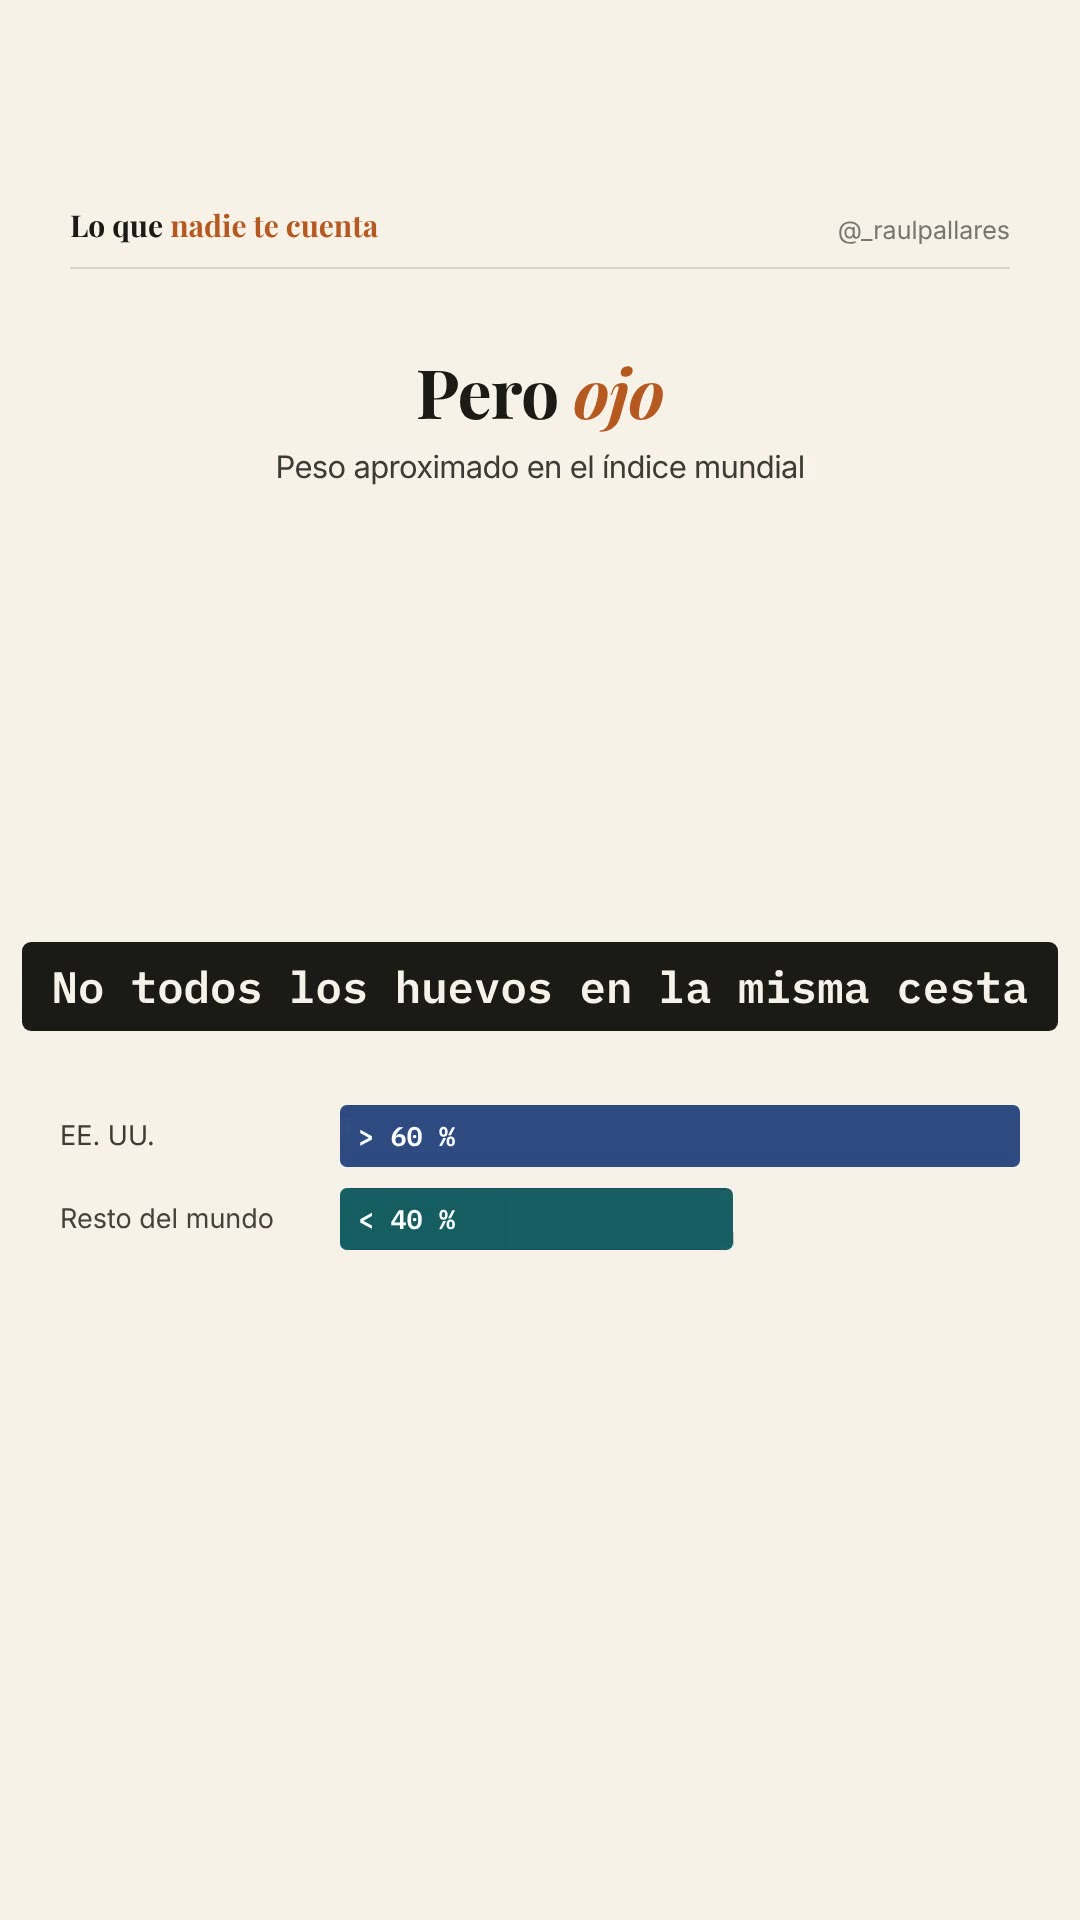 Lo que nadie te cuenta
@_raulpallares
Pero ojo
Peso aproximado en el índice mundial
No todos los huevos en la misma cesta
EE. UU.
> 60 %
Resto del mundo
< 40 %